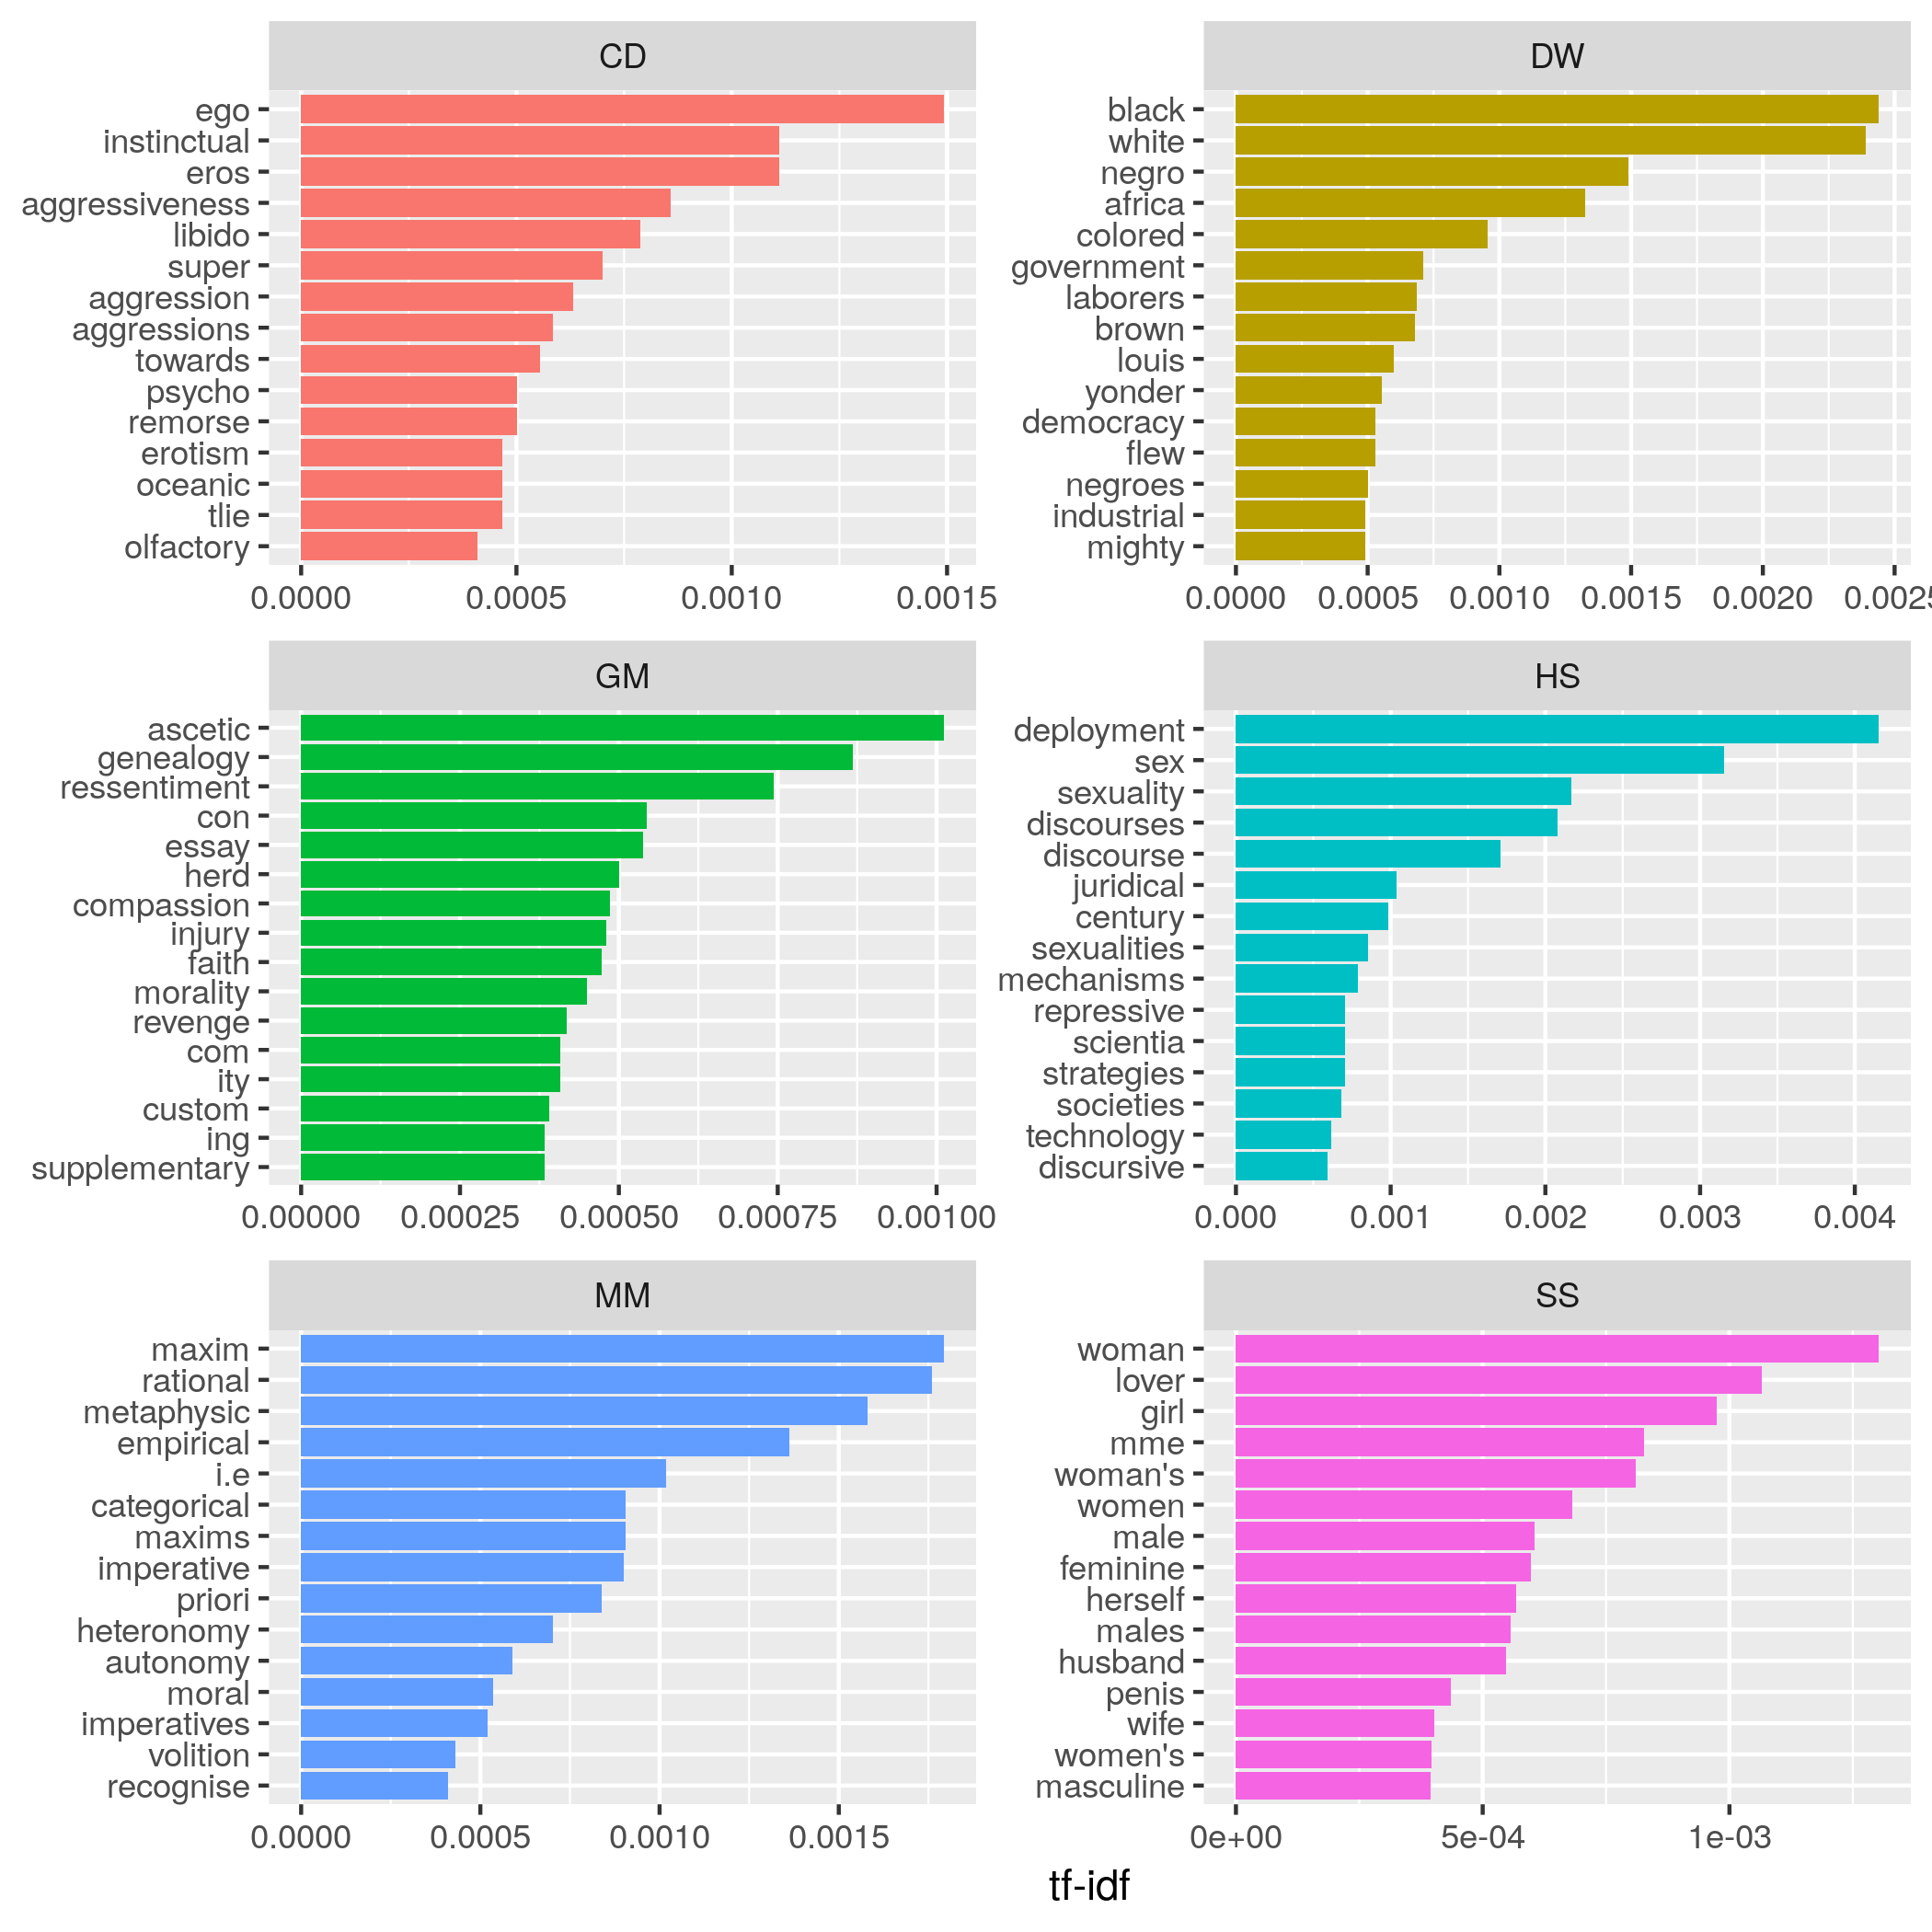 CD
ego
instinctual
eros
aggressiveness
libido
super
aggression
aggressions
towards
psycho
remorse
erotism
oceanic
tlie
olfactory
0.0000 0.0005 0.0010 0.0015
DW
black
white
negro
africa
colored
government
laborers
brown
louis
yonder
democracy
flew
negroes
industrial
mighty
0.0000 0.0005 0.0010 0.0015 0.0020 0.0025
GM
ascetic
genealogy
ressentiment
con
essay
herd
compassion
injury
faith
morality
revenge
com
ity
custom
ing
supplementary
0.00000 0.00025 0.00050 0.00075 0.00100
HS
deployment
sex
sexuality
discourses
discourse
juridical
century
sexualities
mechanisms
repressive
scientia
strategies
societies
technology
discursive
0.000 0.001 0.002 0.003 0.004
MM
maxim
rational
metaphysic
empirical
i.e
categorical
maxims
imperative
priori
heteronomy
autonomy
moral
imperatives
volition
recognise
0.0000 0.0005 0.0010 0.0015
SS
woman
lover
girl
mme
woman's
women
male
feminine
herself
males
husband
penis
wife
women's
masculine
0e+00 5e-04 1e-03
tf-idf